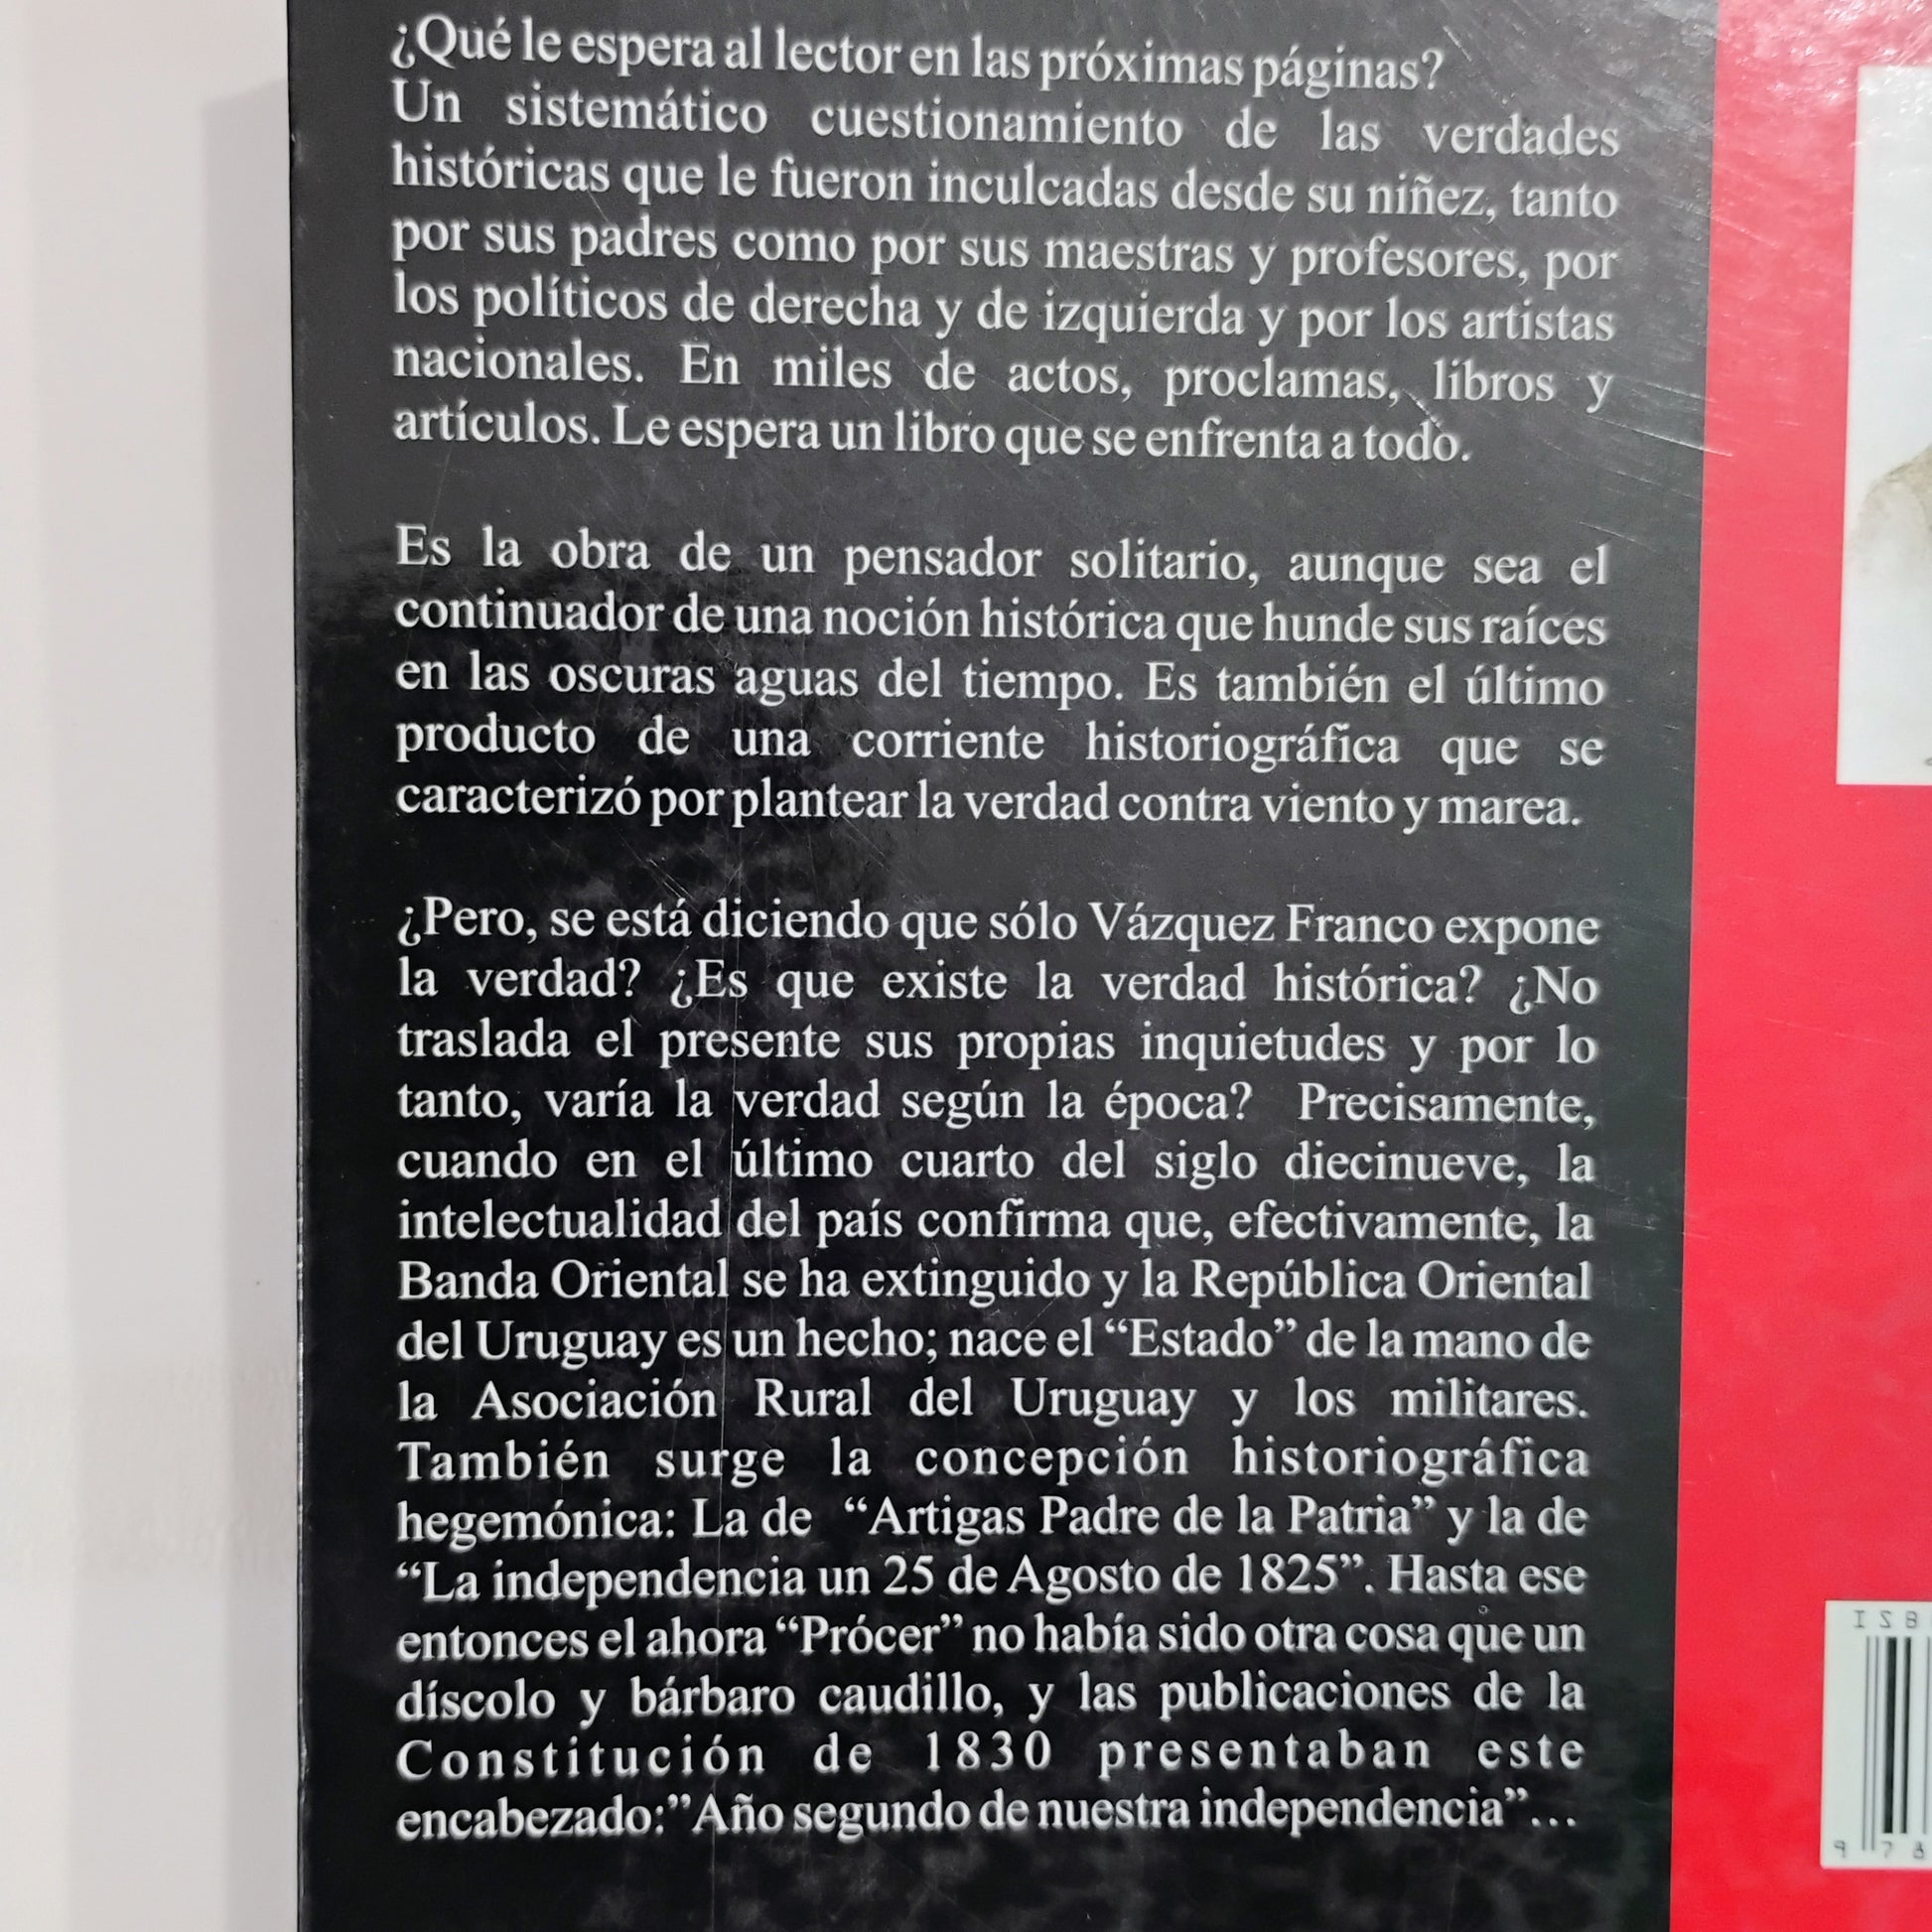 ¿Qué le espera al lector en las próximas páginas?
Un sistemático cuestionamiento de las verdades
históricas que le fueron inculcadas desde su niñez, tanto
por sus padres como por sus maestras y profesores, por
los políticos de derecha y de izquierda y por los artistas
nacionales. En miles de actos, proclamas, libros y
artículos. Le espera un libro que se enfrenta a todo.
Es la obra de un pensador solitario, aunque sea el
continuador de una noción histórica que hunde sus raíces
en las oscuras aguas del tiempo. Es también el último
producto de una corriente historiográfica que se
caracterizó por plantear la verdad contra viento y marea.
¿Pero, se está diciendo que sólo Vázquez Franco expone
la verdad? ¿Es que existe la verdad histórica? ¿No
traslada el presente sus propias inquietudes y por lo
tanto, varía la verdad según la época? Precisamente,
cuando en el último cuarto del siglo diecinueve, la
intelectualidad del país confirma que, efectivamente, la
Banda Oriental se ha extinguido y la República Oriental
del Uruguay es un hecho; nace el “Estado” de la mano de
la Asociación Rural del Uruguay y los militares.
También surge la concepción historiográfica
hegemónica: La de “Artigas Padre de la Patria” y la de
“La independencia un 25 de Agosto de 1825”. Hasta ese
entonces el ahora “Prócer” no había sido otra cosa que un
díscolo y bárbaro caudillo, y las publicaciones de la
Constitución de 1830 presentaban este
encabezado:”Año segundo de nuestra independencia”...
ISB
978